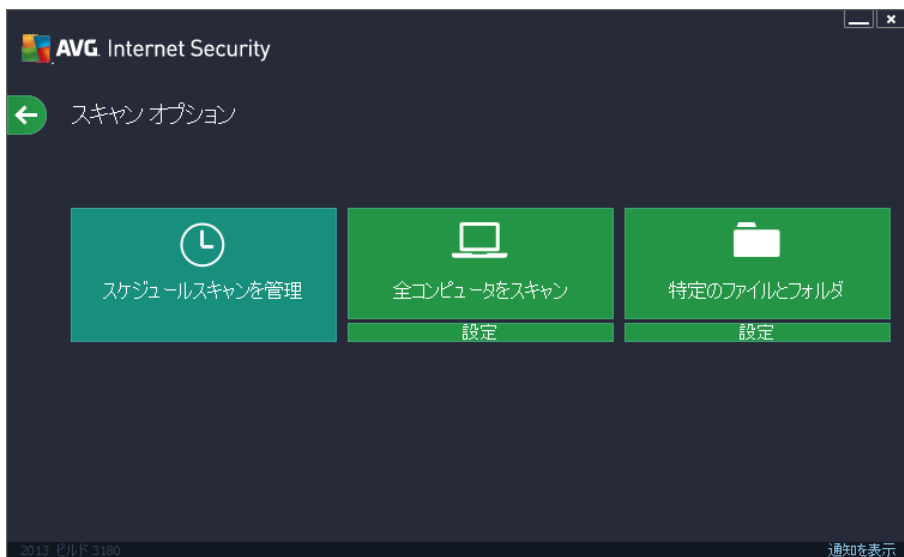 AVG. Internet Security
スキャン オプション
スケジュールスキャンを管理
全コンピュータをスキャン
特定のファイルとフォルダ
設定
設定
2013 ビルド 3180
通知を表示